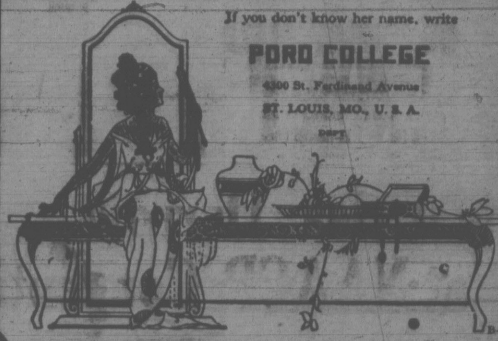 If you don't know her name, write
PORO COLLEGE
4300 St. Ferdinand Avenue
ST. LOUIS, MO., U. S. A.